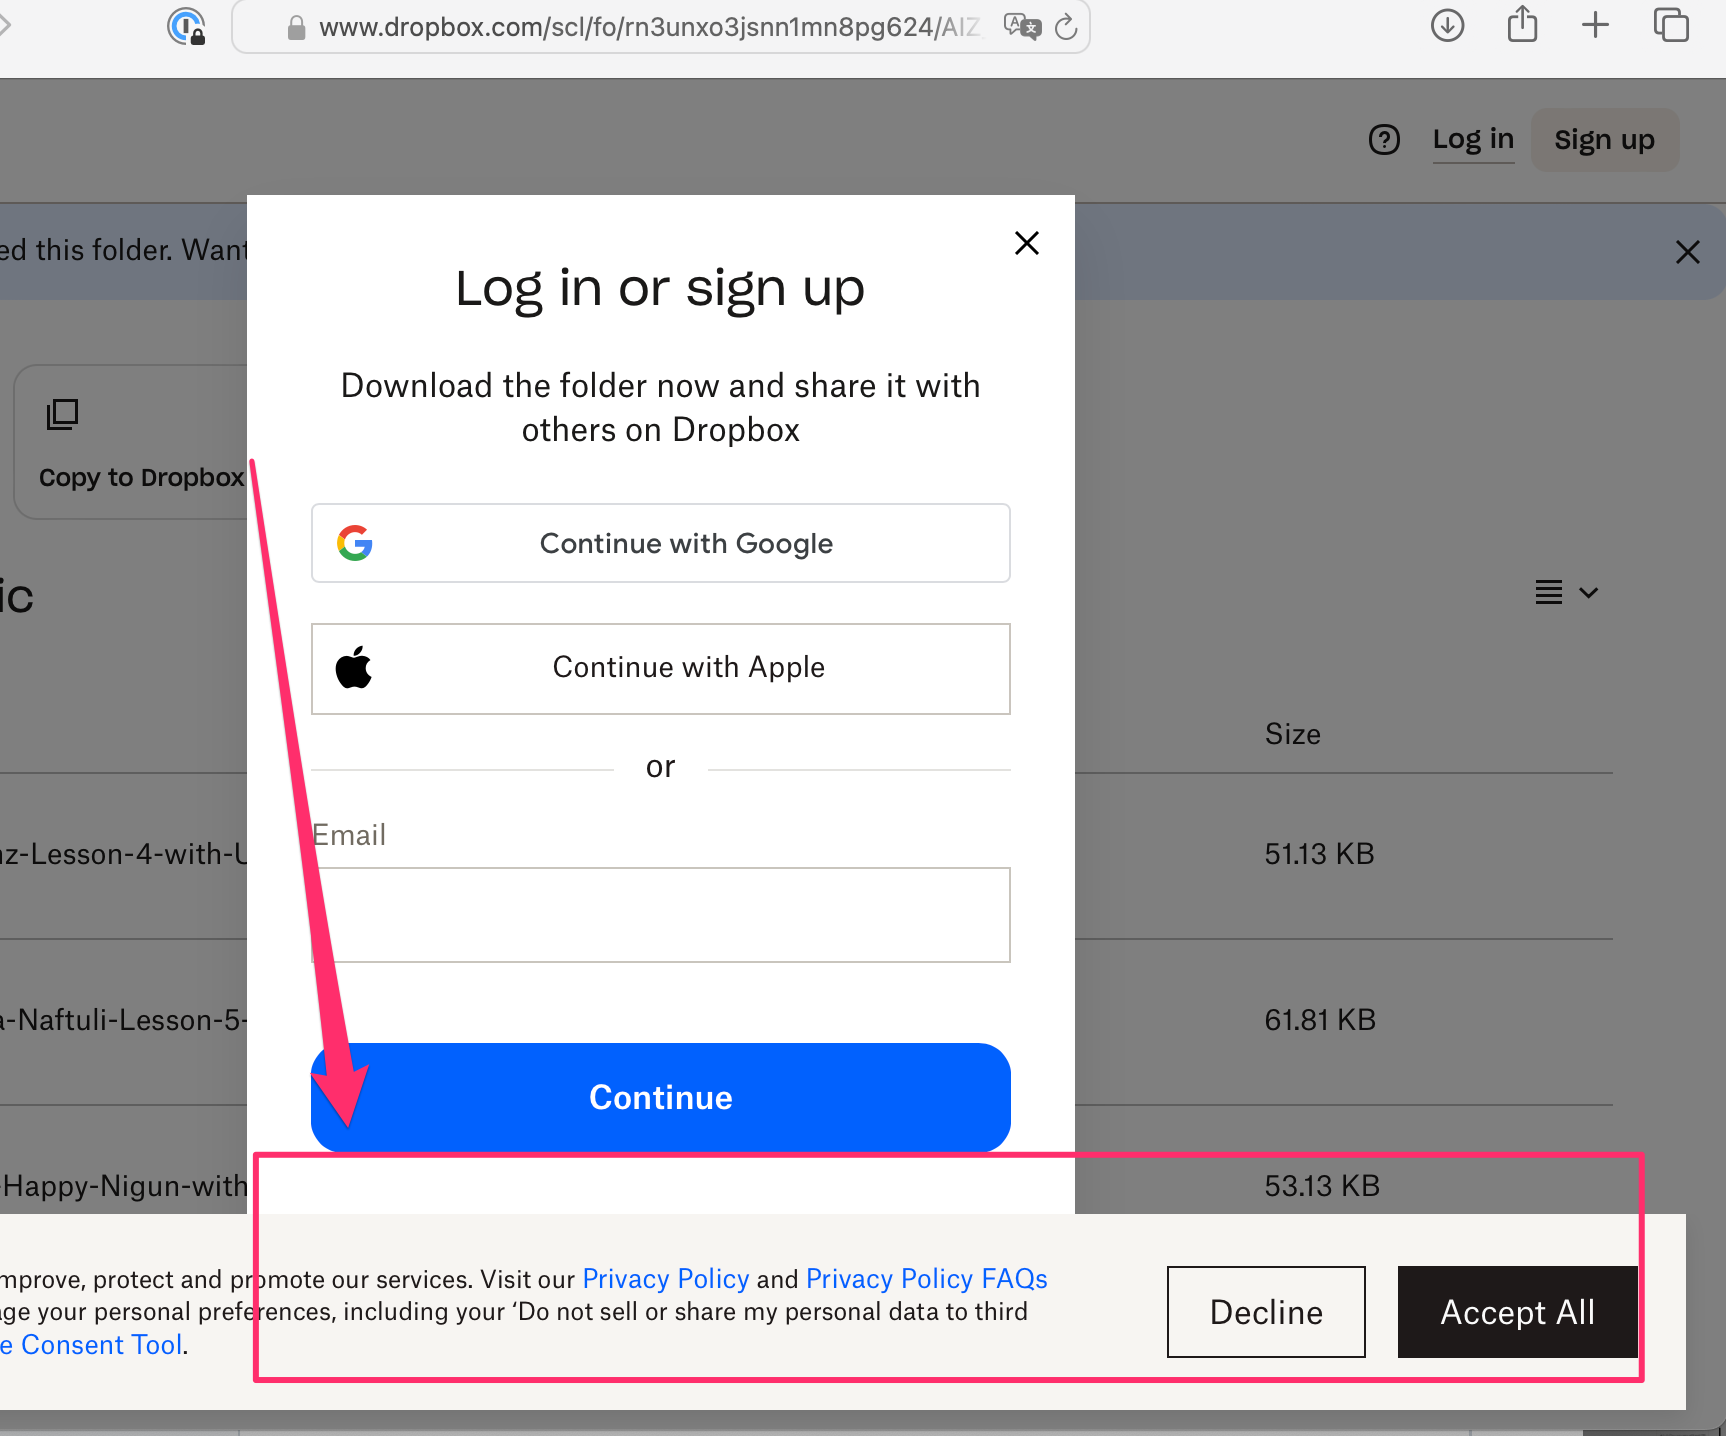 www.dropbox.com/scl/fo/rn3unxo3jsnn1mn8pg624/AIZ
Log in
Sign up
ed this folder. Want
Log in or sign up
Download the folder now and share it with
others on Dropbox
Copy to Dropbox
Continue with Google
ic
Continue with Apple
Size
or
Email
nz-Lesson-4-with-U
51.13 KB
a-Naftuli-Lesson-5-
61.81 KB
Continue
-Happy-Nigun-with
53.13 KB
mprove, protect and promote our services. Visit our Privacy Policy and Privacy Policy FAQs
age your personal preferences, including your ‘Do not sell or share my personal data to third
e Consent Tool.
Decline
Accept All